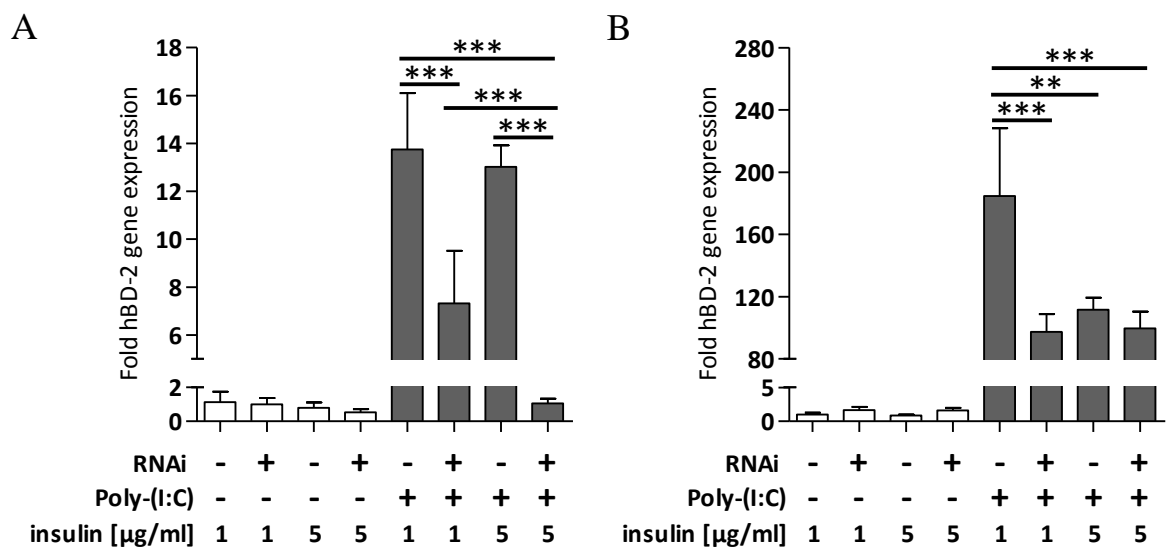 A
Fold hBD-2 gene expression
18
16
14
12
10
8
6
2
0
***
***
***
***
RNAi - + - + - + - +
Poly-(I:C) - - - - + + + +
insulin [µg/ml] 1 1 5 5 1 1 5 5
B
Fold hBD-2 gene expression
280
240
200
160
120
80
5
0
***
**
***
RNAi - + - + - + - +
Poly-(I:C) - - - - + + + +
insulin [µg/ml] 1 1 5 5 1 1 5 5